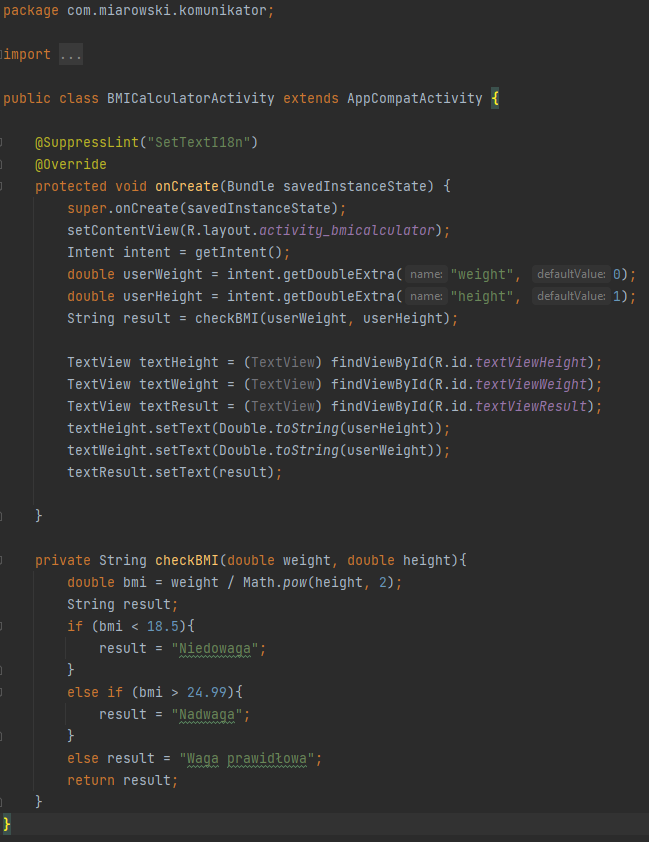 package com.miarowski.komunikator;
import ...
public class BMICalculatorActivity extends AppCompatActivity {
@SuppressLint("SetTextI18n")
@Override
protected void onCreate(Bundle savedInstanceState) {
super.onCreate(savedInstanceState);
setContentView(R.layout.activity_bmicalculator);
Intent intent = getIntent();
double userWeight = intent.getDoubleExtra( name: "weight", defaultValue: 0);
double userHeight = intent.getDoubleExtra( name: "height", defaultValue: 1);
String result = checkBMI(userWeight, userHeight);
TextView textHeight = (TextView) findViewById(R.id.textViewHeight);
TextView textWeight = (TextView) findViewById(R.id.textViewWeight);
TextView textResult = (TextView) findViewById(R.id.textViewResult);
textHeight.setText(Double.toString(userHeight));
textWeight.setText(Double.toString(userWeight));
textResult.setText(result);
}
private String checkBMI(double weight, double height){
double bmi = weight / Math.pow(height, 2);
String result;
if (bmi < 18.5){
result = "Niedowaga";
}
else if (bmi > 24.99){
result = "Nadwaga";
}
else result = "Waga prawidłowa";
return result;
}
}